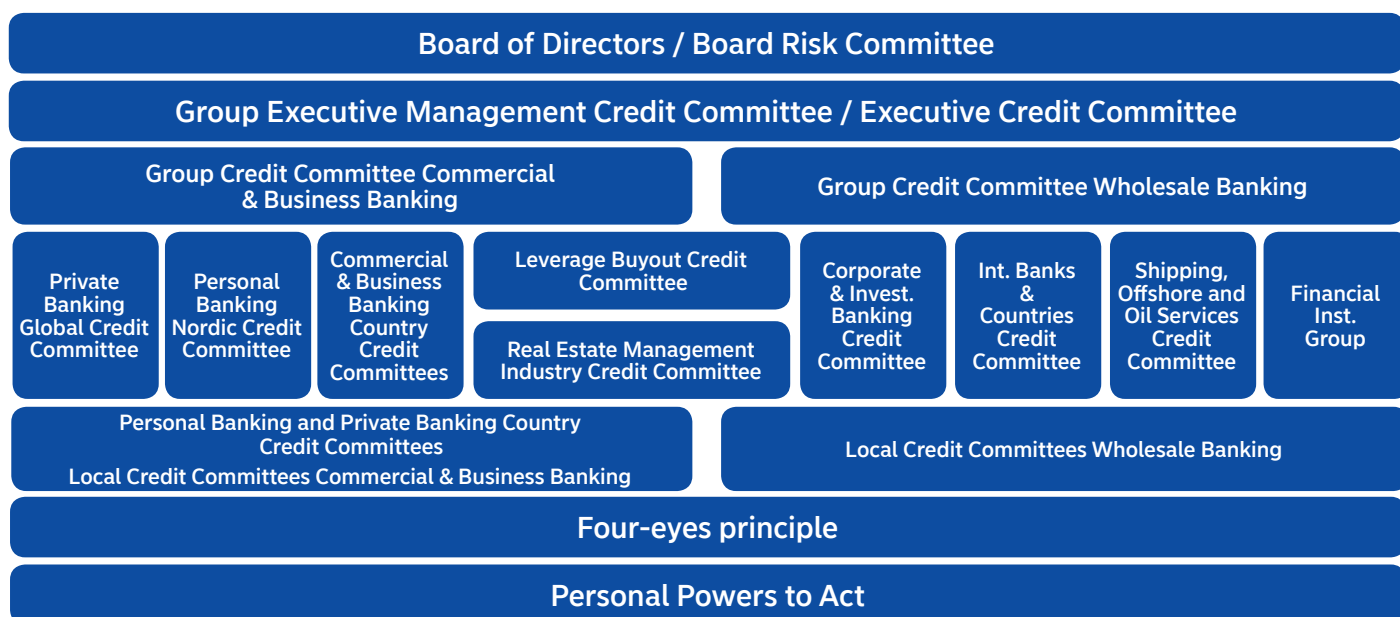 Board of Directors / Board Risk Committee
Group Executive Management Credit Committee / Executive Credit Committee
Group Credit Committee Commercial
& Business Banking
Group Credit Committee Wholesale Banking
Private
Banking
Global Credit
Committee
Personal
Banking
Nordic Credit
Committee
Commercial
& Business
Banking
Country
Credit
Committees
Leverage Buyout Credit
Committee
Real Estate Management
Industry Credit Committee
Corporate
& Invest.
Banking
Credit
Committee
Int. Banks
&
Countries
Credit
Committee
Shipping,
Offshore and
Oil Services
Credit
Committee
Financial
Inst.
Group
Personal Banking and Private Banking Country
Credit Committees
Local Credit Committees Commercial & Business Banking
Local Credit Committees Wholesale Banking
Four-eyes principle
Personal Powers to Act